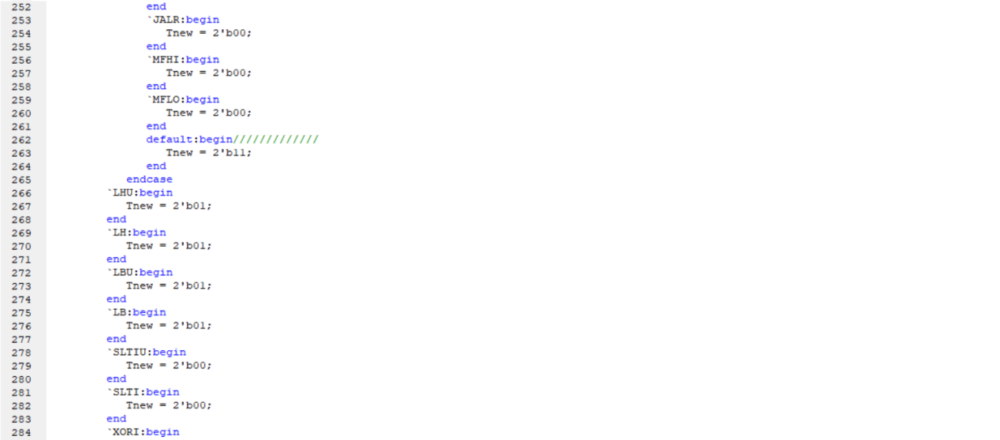 252 end
253 `JALR:begin
254 Tnew = 2'b00;
255 end
256 `MFHI:begin
257 Tnew = 2'b00;
258 end
259 `MFLO:begin
260 Tnew = 2'b00;
261 end
262 default:begin/////////////
263 Tnew = 2'b11;
264 end
265 endcase
266 `LHU:begin
267 Tnew = 2'b01;
268 end
269 `LH:begin
270 Tnew = 2'b01;
271 end
272 `LBU:begin
273 Tnew = 2'b01;
274 end
275 `LB:begin
276 Tnew = 2'b01;
277 end
278 `SLTIU:begin
279 Tnew = 2'b00;
280 end
281 `SLTI:begin
282 Tnew = 2'b00;
283 end
284 `XORI:begin